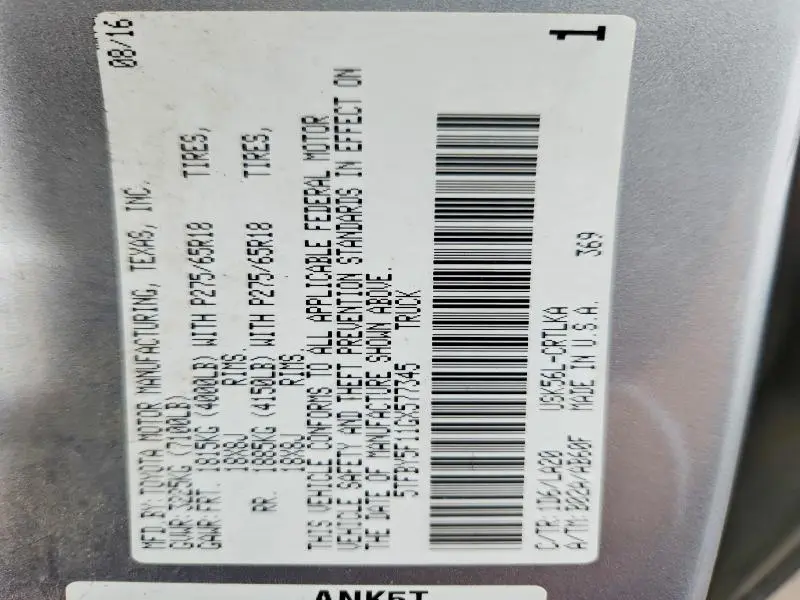 MFD.BY:TOYOTA MOTOR MANUFACTURING, TEXAS, INC. 08/16
GVWR:3225KG (7100LB)
GAWR:FRT. 1815KG (4000LB) WITH P275/65R18 TIRES,
18X8J RIMS.
RR. 1885KG (4150LB) WITH P275/65R18 TIRES,
18X8J RIMS.
THIS VEHICLE CONFORMS TO ALL APPLICABLE FEDERAL MOTOR
VEHICLE SAFETY AND THEFT PREVENTION STANDARDS IN EFFECT ON
THE DATE OF MANUFACTURE SHOWN ABOVE.
5TFBY5F11GX577345 TRUCK
C/TR:1D6/LA20 USK56L-CRTLKA
A/TM:B02A/AB60F MADE IN U.S.A. 369
1